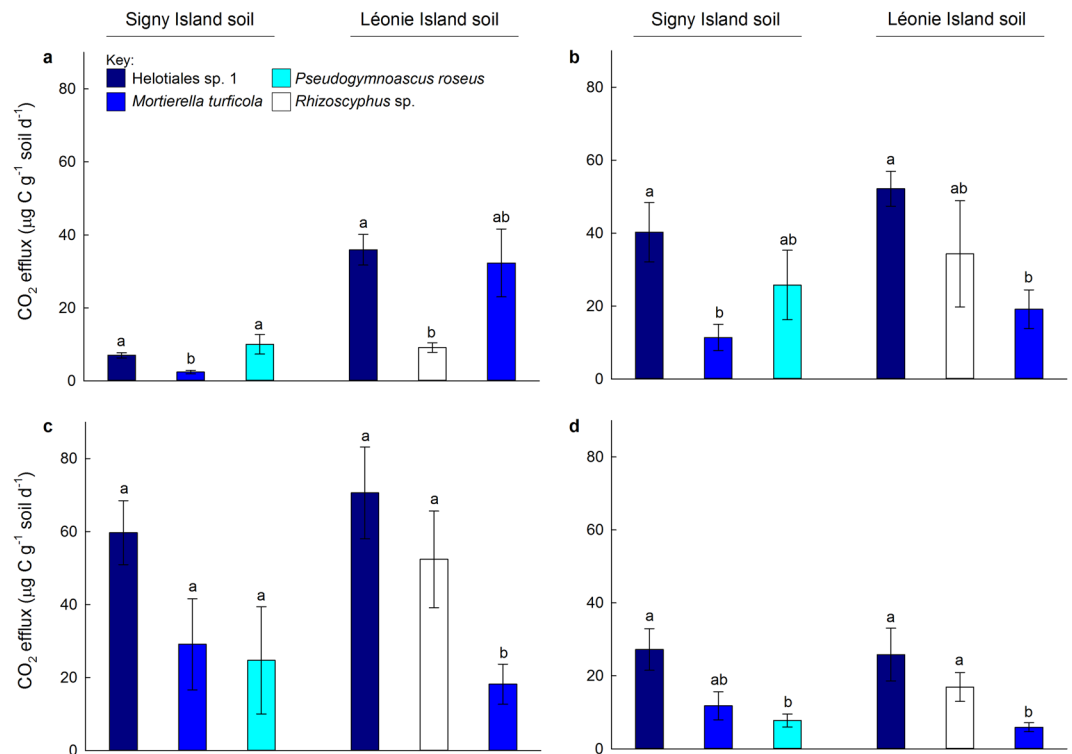 Signy Island soil Léonie Island soil Signy Island soil Léonie Island soil
a
Key:
Helotiales sp. 1 Pseudogymnoascus roseus
Mortierella turficola Rhizoscyphus sp.
CO2 efflux (µg C g-1 soil d-1)
80
60
40
20
0
a b a a b ab
b
80
60
40
20
0
a b ab a ab b
c
CO2 efflux (µg C g-1 soil d-1)
80
60
40
20
0
a a a a a b
d
80
60
40
20
0
a ab b a a b